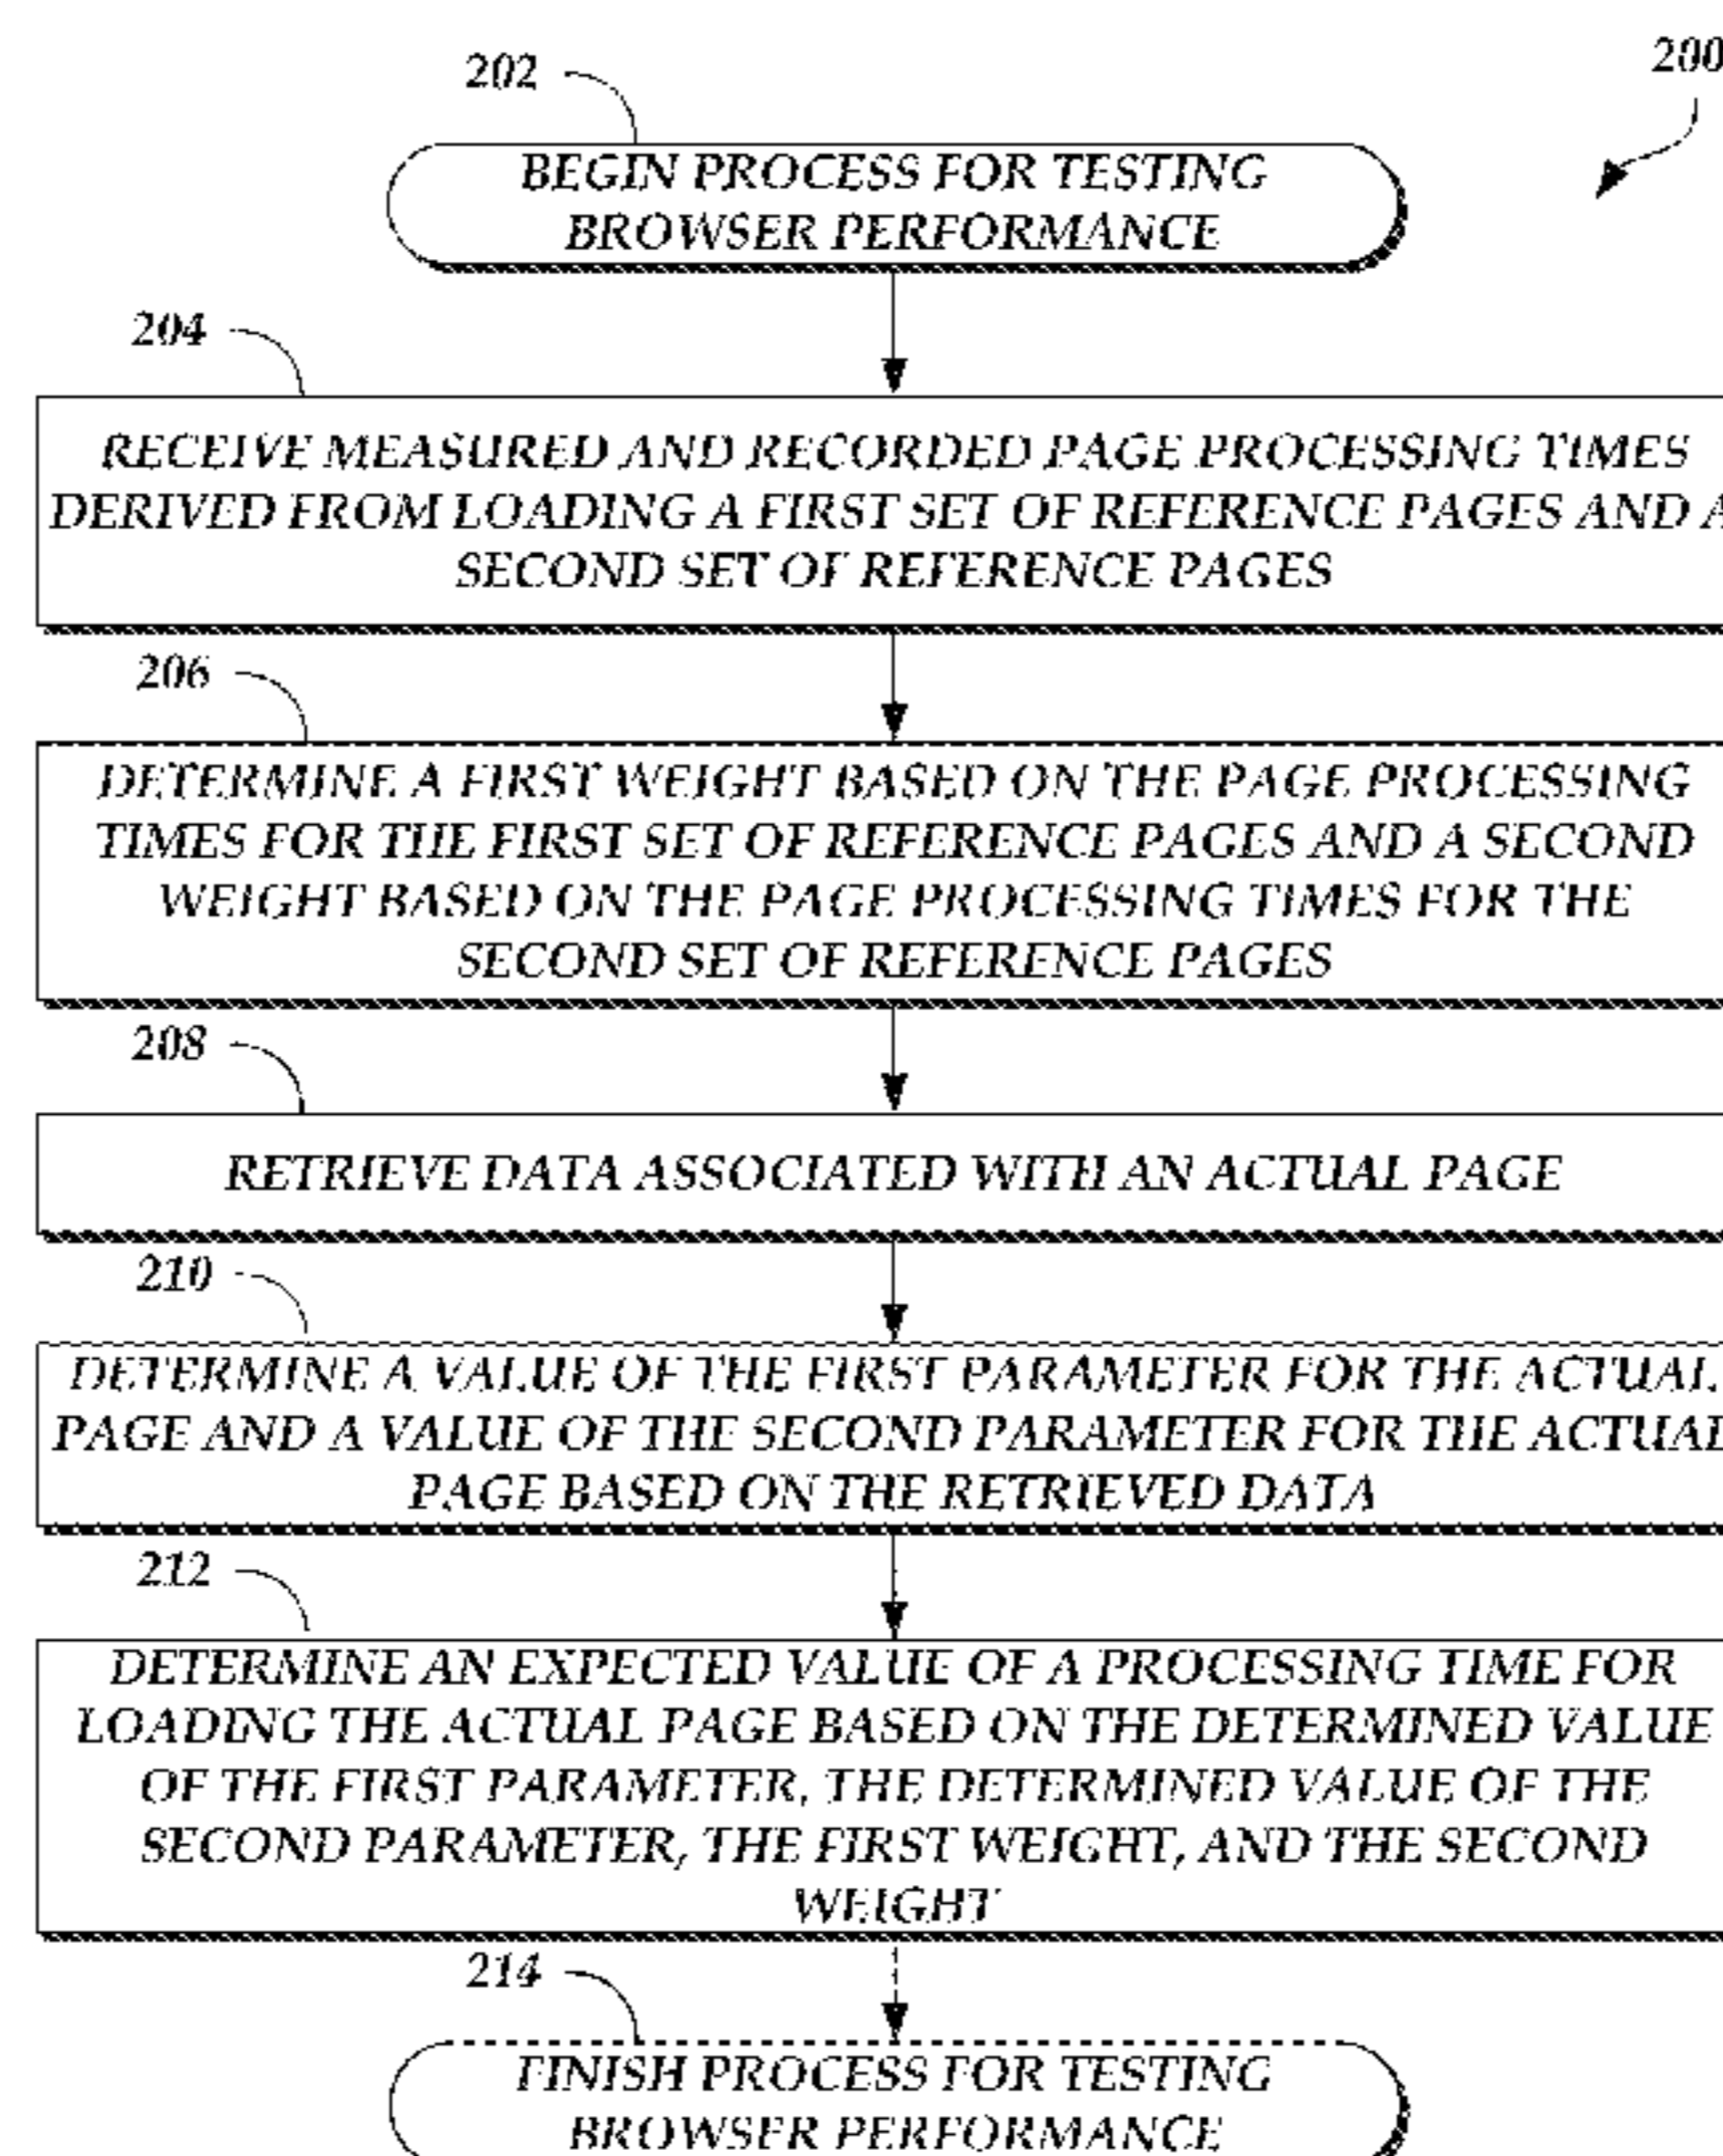 202
200
BEGIN PROCESS FOR TESTING
BROWSER PERFORMANCE
204
RECEIVE MEASURED AND RECORDED PAGE PROCESSING TIMES
DERIVED FROM LOADING A FIRST SET OF REFERENCE PAGES AND A
SECOND SET OF REFERENCE PAGES
206
DETERMINE A FIRST WEIGHT BASED ON THE PAGE PROCESSING
TIMES FOR THE FIRST SET OF REFERENCE PAGES AND A SECOND
WEIGHT BASED ON THE PAGE PROCESSING TIMES FOR THE
SECOND SET OF REFERENCE PAGES
208
RETRIEVE DATA ASSOCIATED WITH AN ACTUAL PAGE
210
DETERMINE A VALUE OF THE FIRST PARAMETER FOR THE ACTUAL
PAGE AND A VALUE OF THE SECOND PARAMETER FOR THE ACTUAL
PAGE BASED ON THE RETRIEVED DATA
212
DETERMINE AN EXPECTED VALUE OF A PROCESSING TIME FOR
LOADING THE ACTUAL PAGE BASED ON THE DETERMINED VALUE
OF THE FIRST PARAMETER, THE DETERMINED VALUE OF THE
SECOND PARAMETER, THE FIRST WEIGHT, AND THE SECOND
WEIGHT
214
FINISH PROCESS FOR TESTING
BROWSER PERFORMANCE